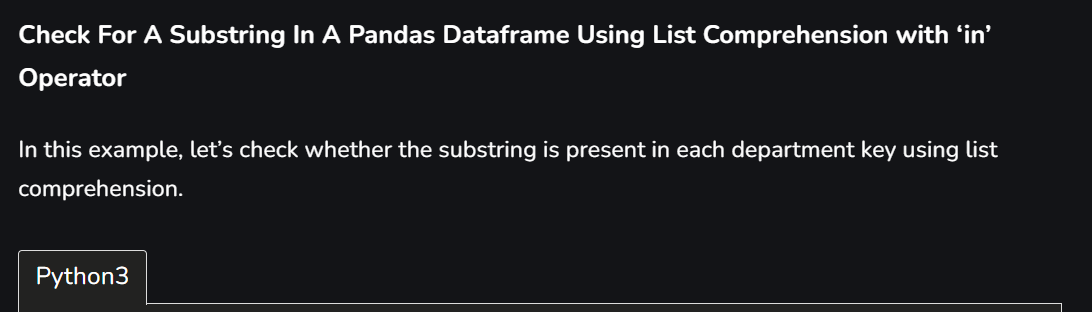 Check For A Substring In A Pandas Dataframe Using List Comprehension with ‘in’
Operator
In this example, let’s check whether the substring is present in each department key using list
comprehension.
Python3